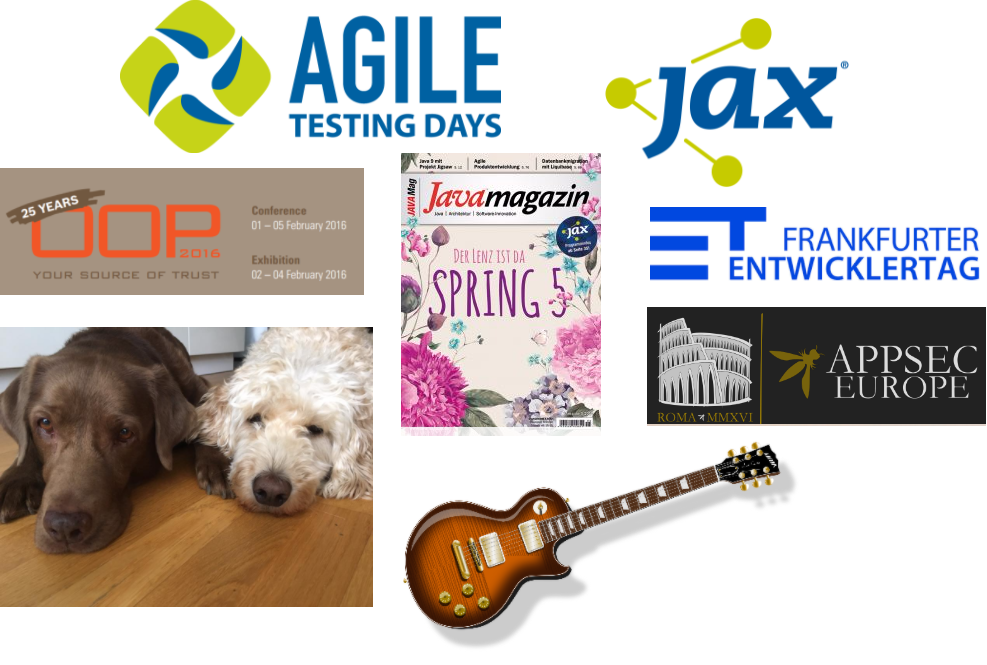 AGILE
TESTING DAYS
jax®
25 YEARS
OOP
2016
YOUR SOURCE OF TRUST
Conference
01 – 05 February 2016
Exhibition
02 – 04 February 2016
Java 9 mit
Projekt Jigsaw
Agile
Produktentwicklung
Datenbankmigration
mit Liquibase
JAVA Mag
Javamagazin
Java | Architektur | Software-Innovation
jax
DER LENZ IST DA
SPRING 5
FRANKFURTER
ENTWICKLERTAG
ROMA MMXVI
APPSEC
EUROPE